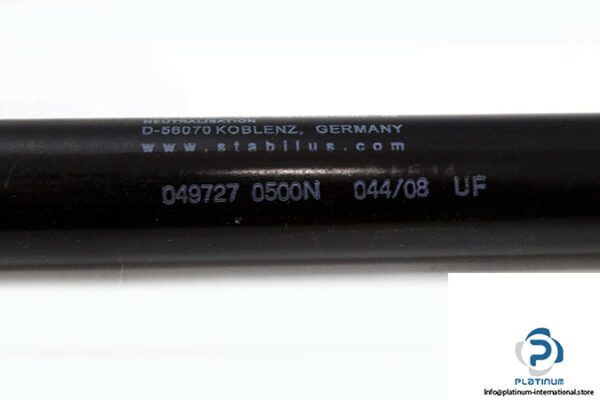 NEUTRALISATION
D-56070 KOBLENZ, GERMANY
www.stabilus.com
049727 0500N 044/08 UF
PLATINUM
Info@platinum-international.store